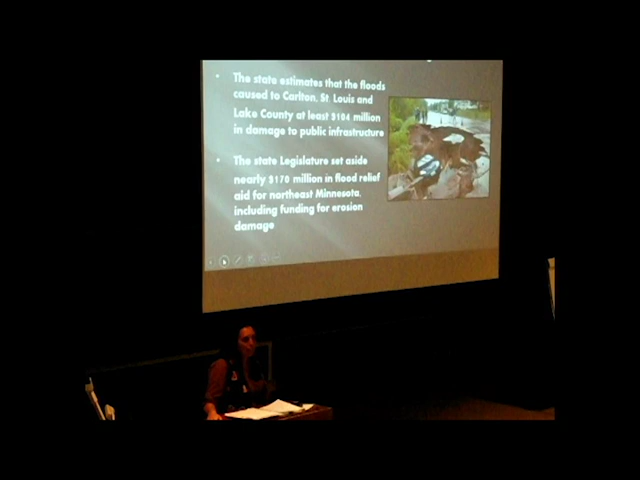 • The state estimates that the floods
caused to Carlton, St. Louis and
Lake County at least $104 million
in damage to public infrastructure
• The state Legislature set aside
nearly $170 million in flood relief
aid for northeast Minnesota,
including funding for erosion
damage